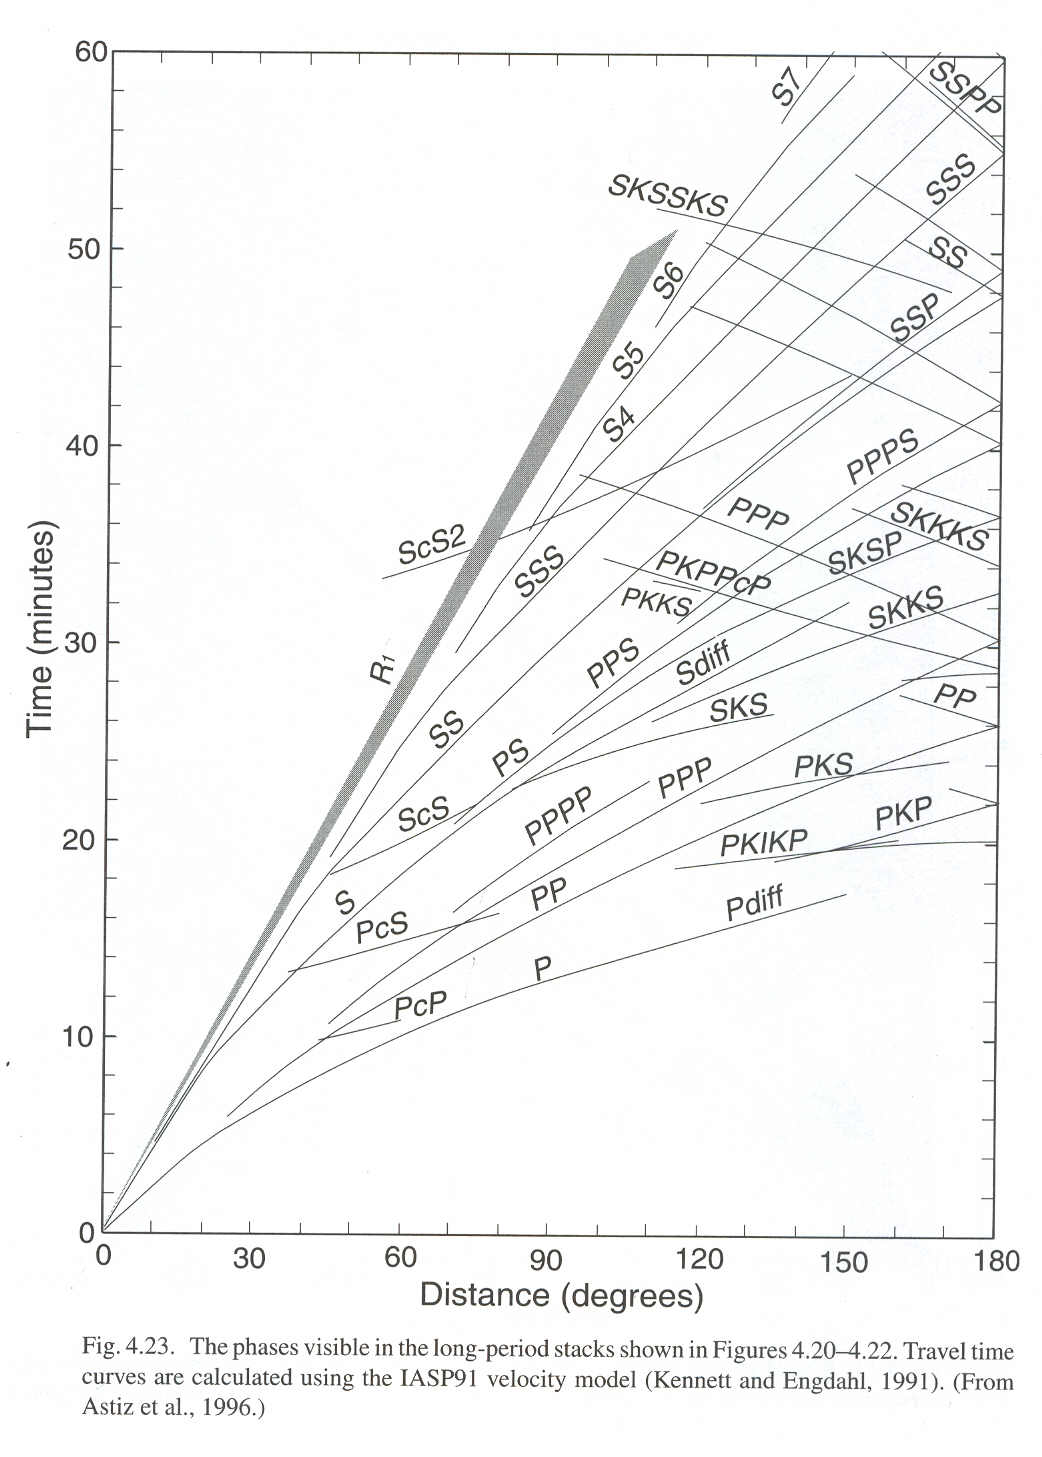 60
S7
SSPP
SSS
SKSSKS
50
SS
S6
SSP
S5
S4
40
PPPS
PPP
SKKKS
ScS2
SKSP
SSS
PKPPcP
PKKS
SKKS
30
R1
PPS
Sdiff
PP
SKS
SS
PS
PKS
PPP
ScS
PPPP
PKP
20
PKIKP
S
PP
Pdiff
PcS
P
PcP
10
Time (minutes)
0
0 30 60 90 120 150 180
Distance (degrees)
Fig. 4.23. The phases visible in the long-period stacks shown in Figures 4.20–4.22. Travel time
curves are calculated using the IASP91 velocity model (Kennett and Engdahl, 1991). (From
Astiz et al., 1996.)